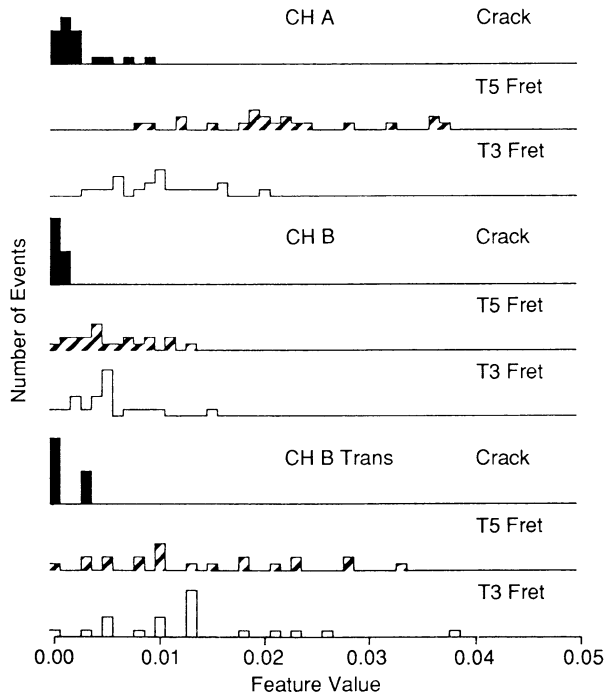 CH A Crack
T5 Fret
T3 Fret
CH B Crack
T5 Fret
T3 Fret
CH B Trans Crack
T5 Fret
T3 Fret
Number of Events
0.00 0.01 0.02 0.03 0.04 0.05
Feature Value